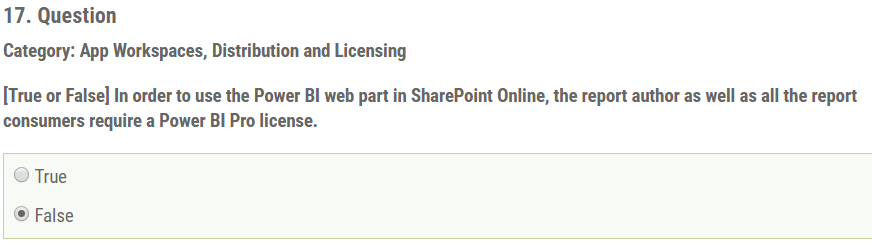 17. Question
Category: App Workspaces, Distribution and Licensing
[True or False] In order to use the Power BI web part in SharePoint Online, the report author as well as all the report
consumers require a Power BI Pro license.
True
False